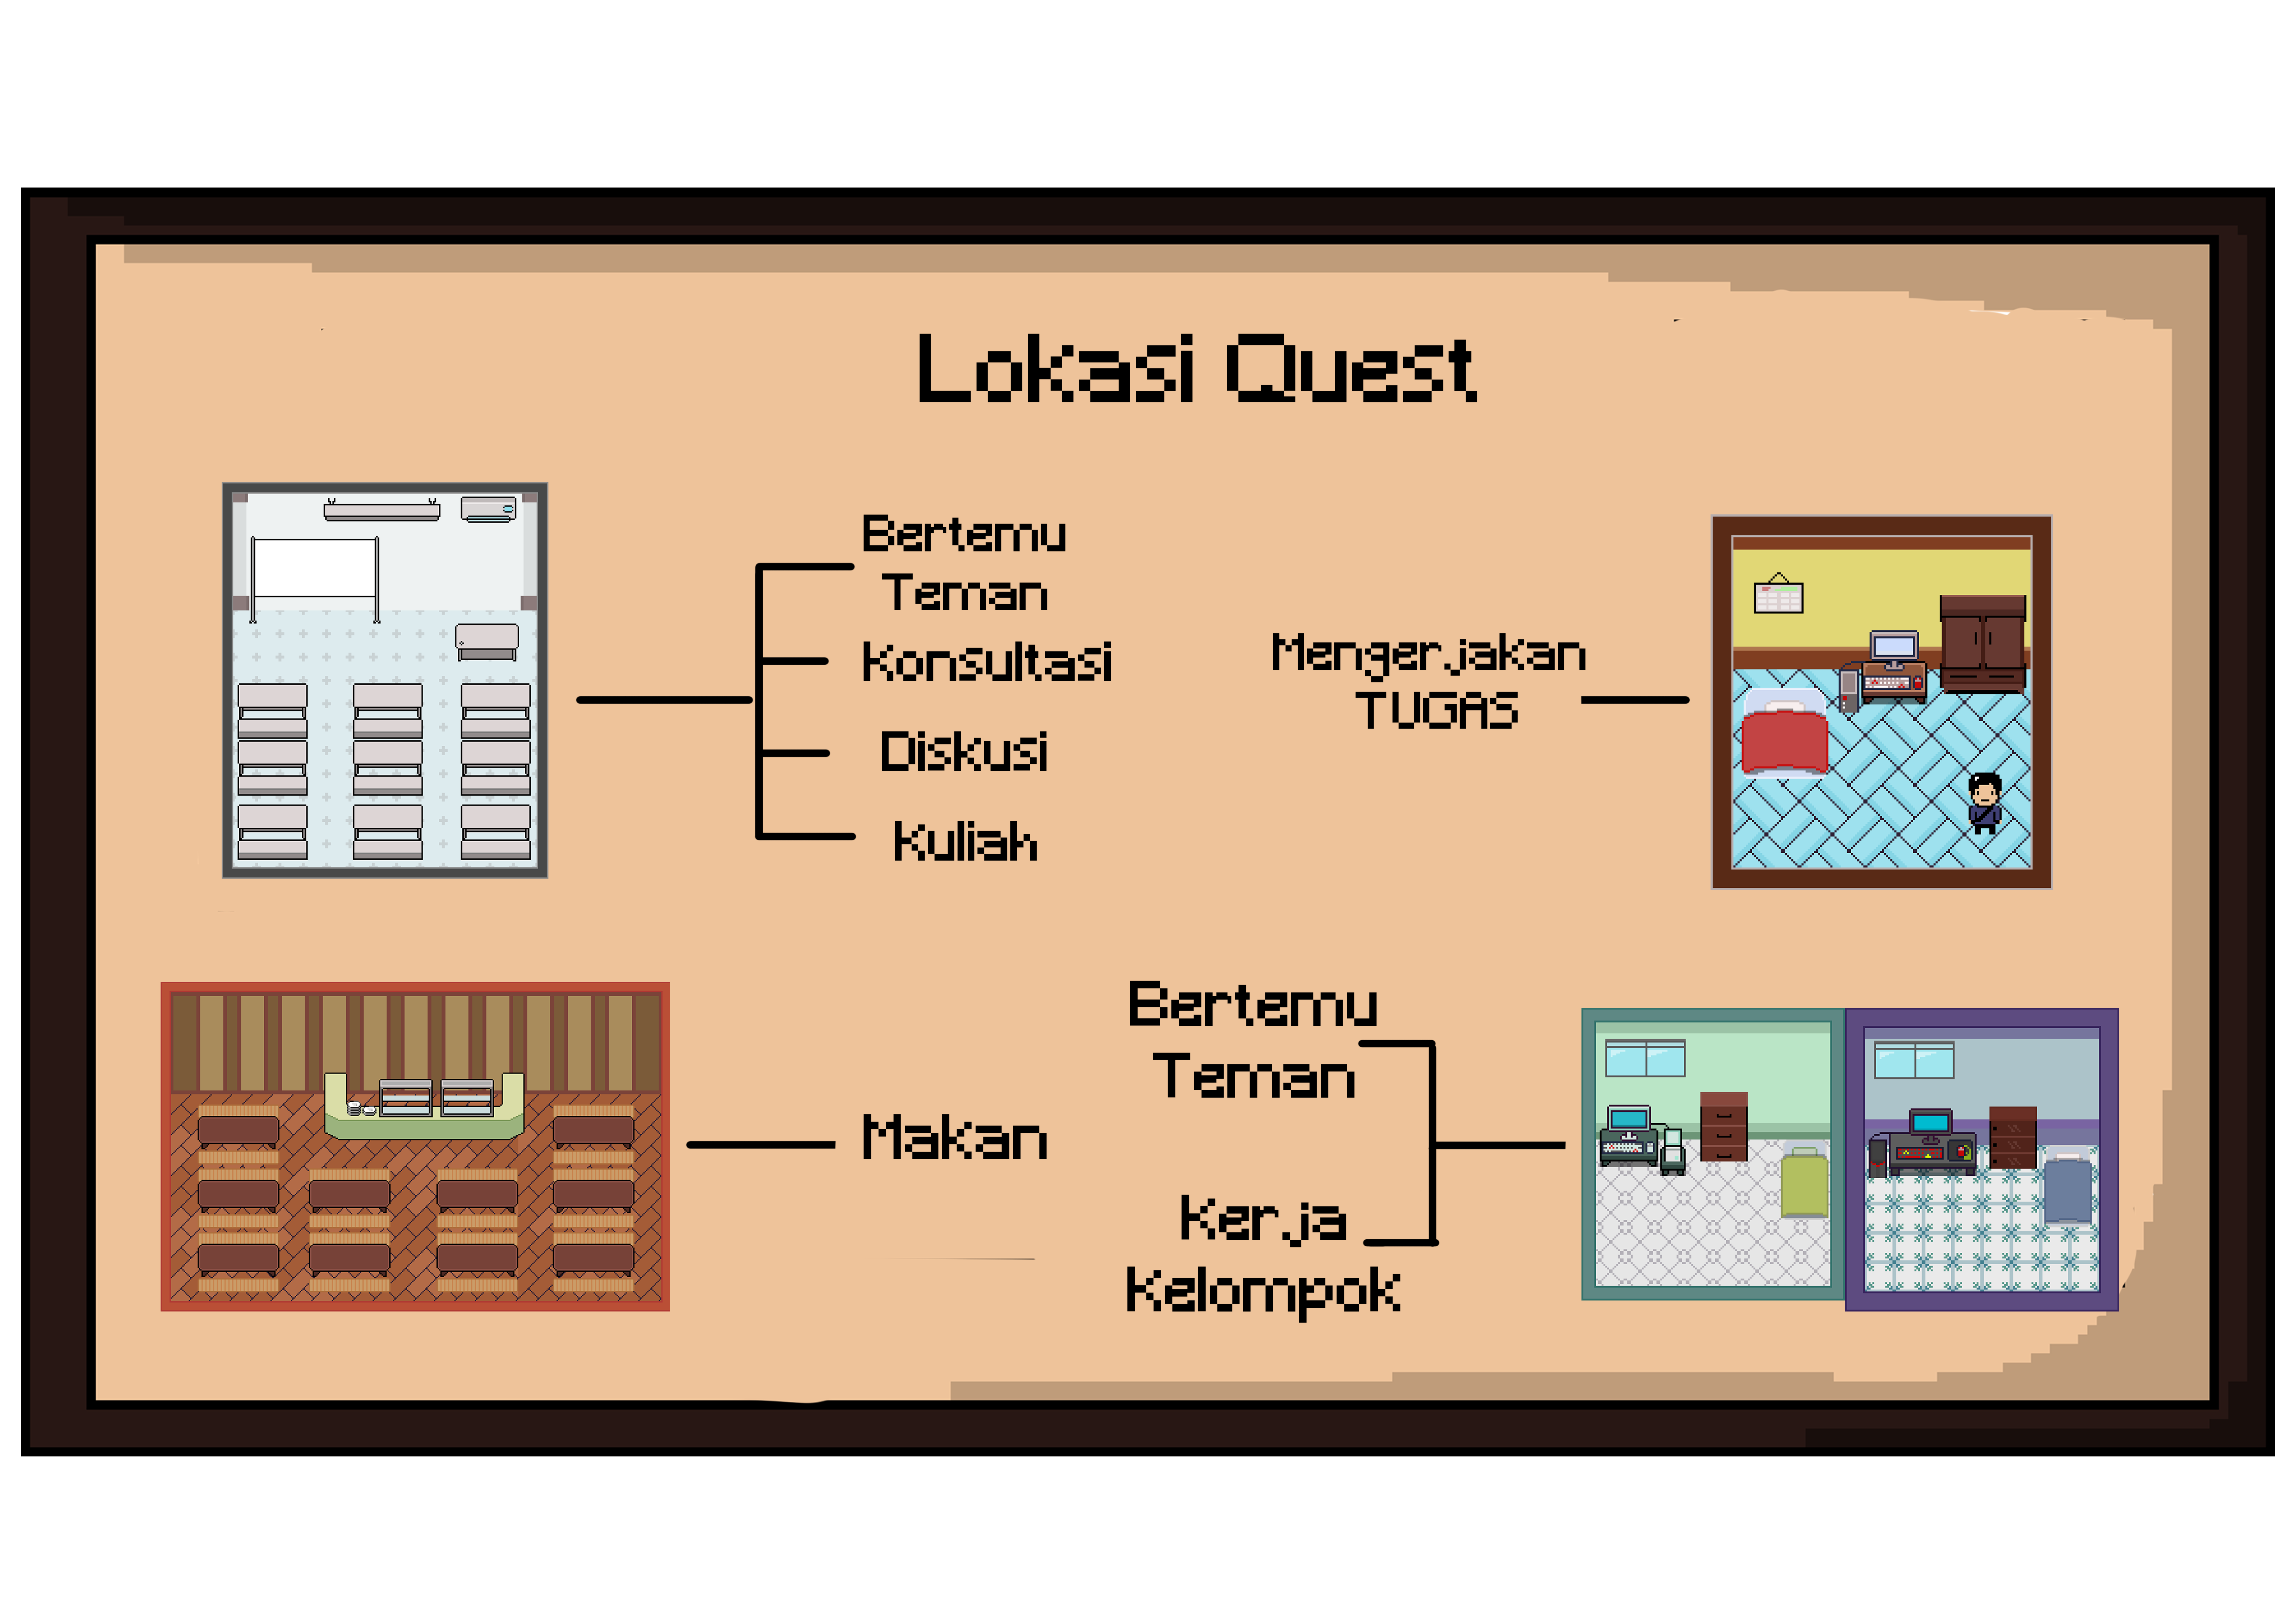 Lokasi Quest
Bertemu
Teman
Konsultasi
Diskusi
Kuliah
Mengerjakan
TUGAS
Makan
Bertemu
Teman
Kerja
Kelompok